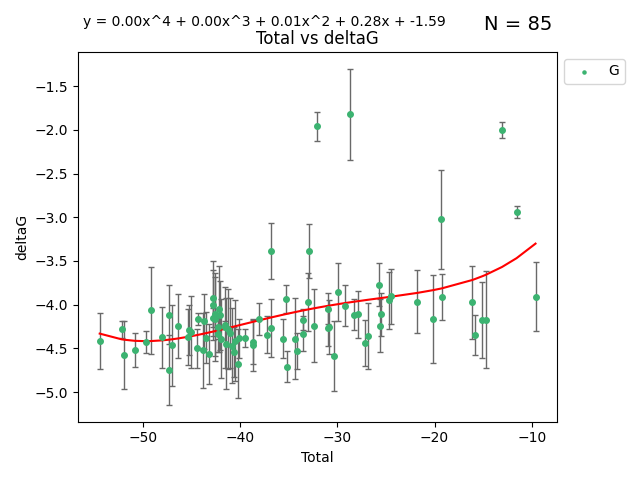 y = 0.00x^4 + 0.00x^3 + 0.01x^2 + 0.28x + -1.59
N = 85
Total vs deltaG
G
−1.5
−2.0
−2.5
−3.0
−3.5
−4.0
−4.5
−5.0
deltaG
−50 −40 −30 −20 −10
Total